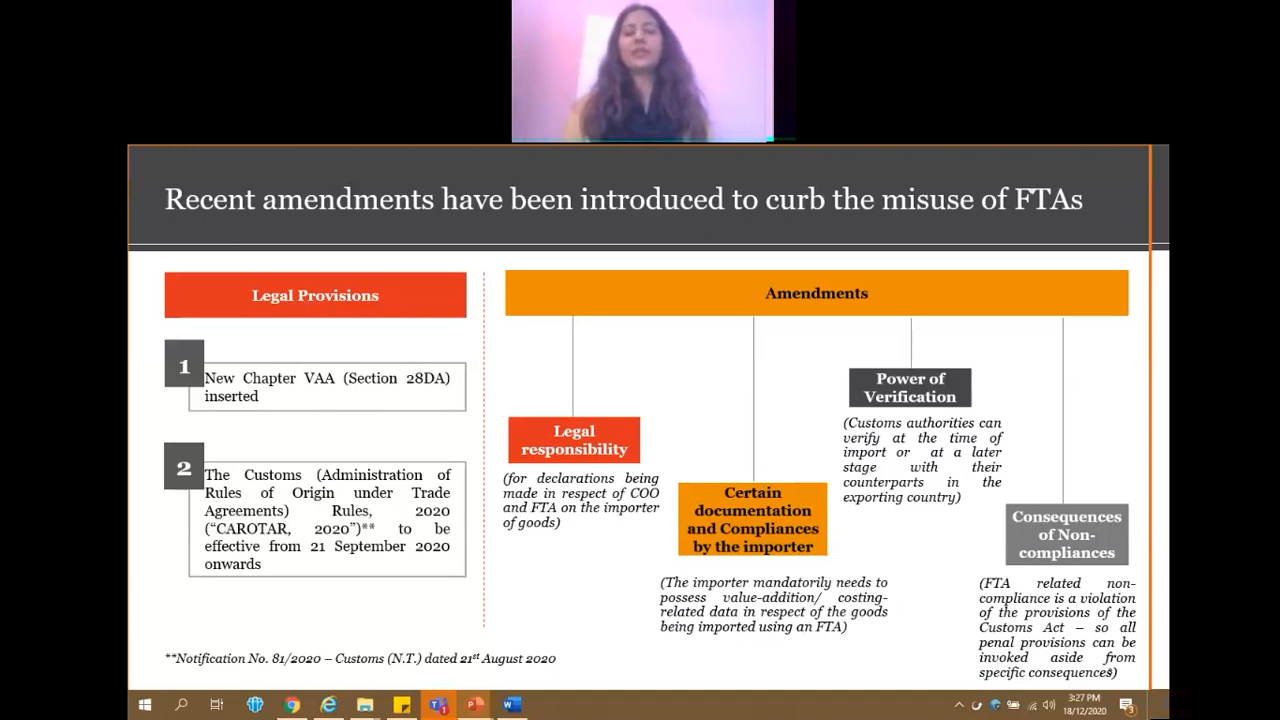 Recent amendments have been introduced to curb the misuse of FTAs
Legal Provisions
1
New Chapter VAA (Section 28DA)
inserted
2
The Customs (Administration of
Rules of Origin under Trade
Agreements) Rules, 2020
(“CAROTAR, 2020”)** to be
effective from 21 September 2020
onwards
**Notification No. 81/2020 – Customs (N.T.) dated 21st August 2020
Amendments
Legal
responsibility
(for declarations being
made in respect of COO
and FTA on the importer
of goods)
Certain
documentation
and Compliances
by the importer
(The importer mandatorily needs to
possess value-addition/ costing-
related data in respect of the goods
being imported using an FTA)
Power of
Verification
(Customs authorities can
verify at the time of
import or at a later
stage with their
counterparts in the
exporting country)
Consequences
of Non-
compliances
(FTA related non-
compliance is a violation
of the provisions of the
Customs Act – so all
penal provisions can be
invoked aside from
specific consequences)
3:27 PM
18/12/2020